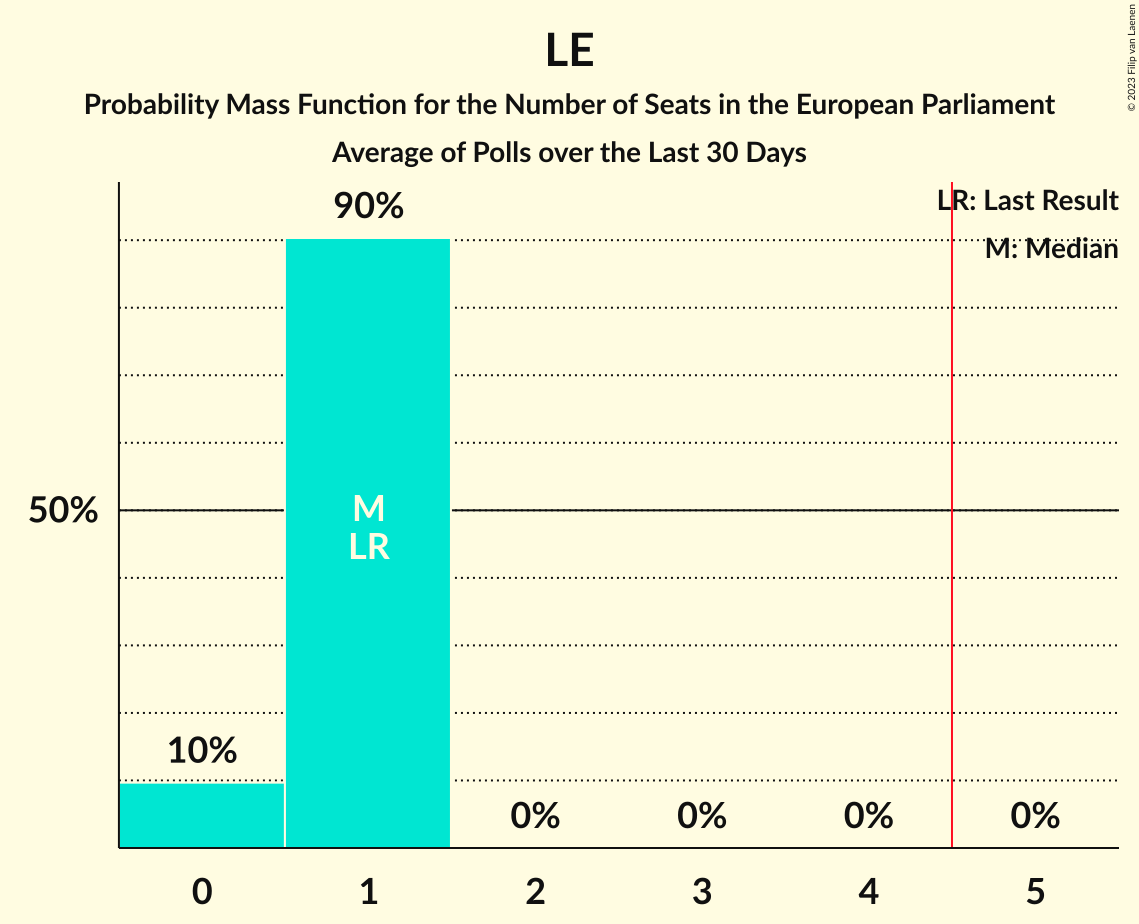 LE
Probability Mass Function for the Number of Seats in the European Parliament
Average of Polls over the Last 30 Days
© 2023 Filip van Laenen
LR: Last Result
M: Median
90%
50%
M
LR
10%
0%
0%
0%
0%
0
1
2
3
4
5